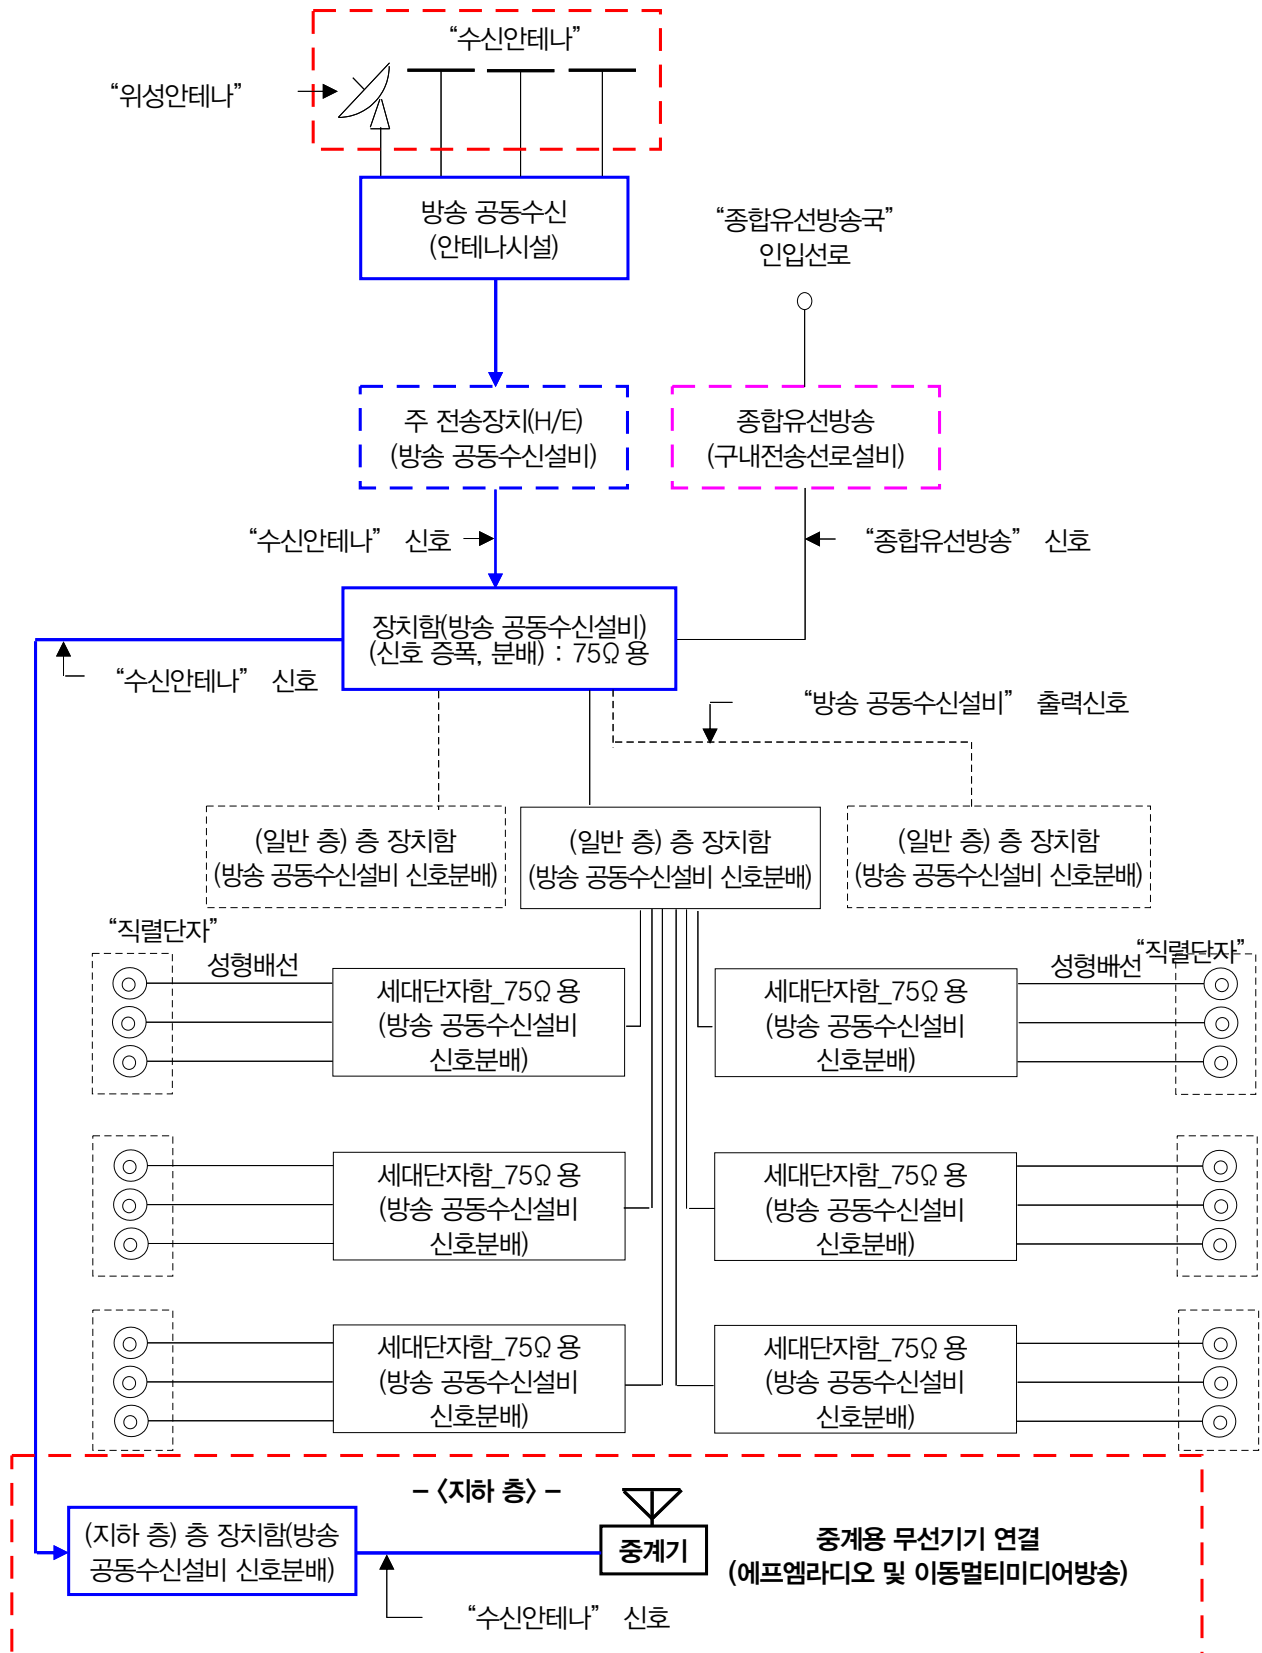 “수신안테나”
“위성안테나”
방송 공동수신
(안테나시설)
“종합유선방송국”
인입선로
주 전송장치(H/E)
(방송 공동수신설비)
종합유선방송
(구내전송선로설비)
“수신안테나” 신호
“종합유선방송” 신호
장치함(방송 공동수신설비)
(신호 증폭, 분배) : 75Ω용
“수신안테나” 신호
“방송 공동수신설비” 출력신호
(일반 층) 층 장치함
(방송 공동수신설비 신호분배)
(일반 층) 층 장치함
(방송 공동수신설비 신호분배)
(일반 층) 층 장치함
(방송 공동수신설비 신호분배)
“직렬단자”
성형배선
세대단자함_75Ω용
(방송 공동수신설비
신호분배)
“직렬단자”
성형배선
세대단자함_75Ω용
(방송 공동수신설비
신호분배)
세대단자함_75Ω용
(방송 공동수신설비
신호분배)
세대단자함_75Ω용
(방송 공동수신설비
신호분배)
세대단자함_75Ω용
(방송 공동수신설비
신호분배)
세대단자함_75Ω용
(방송 공동수신설비
신호분배)
– 〈지하 층〉 –
(지하 층) 층 장치함(방송
공동수신설비 신호분배)
중계기
중계용 무선기기 연결
(에프엠라디오 및 이동멀티미디어방송)
“수신안테나” 신호